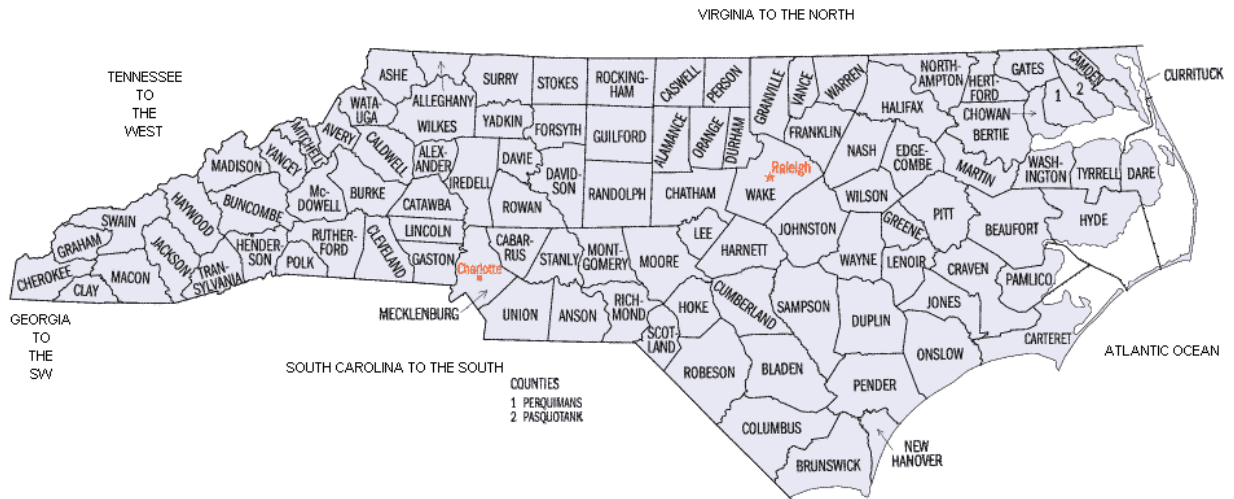 VIRGINIA TO THE NORTH
TENNESSEE
TO
THE
WEST
ASHE
ALLEGHANY
SURRY
STOKES
ROCKING-
HAM
CASWELL
PERSON
GRANVILLE
VANCE
WARREN
NORTH-
AMPTON
HERT-
FORD
GATES
CAMDEN
CURRITUCK
WATA-
UGA
WILKES
YADKIN
FORSYTH
GUILFORD
ALAMANCE
ORANGE
DURHAM
FRANKLIN
HALIFAX
CHOWAN
BERTIE
1
2
MITCHELL
AVERY
CALDWELL
ALEX-
ANDER
DAVIE
DAVID-
SON
NASH
EDGE-
COMBE
MARTIN
WASH-
INGTON
TYRRELL
DARE
MADISON
YANCEY
Mc-
DOWELL
BURKE
IREDELL
CATAWBA
ROWAN
RANDOLPH
CHATHAM
Raleigh
WAKE
WILSON
PITT
BEAUFORT
HYDE
SWAIN
HAYWOOD
BUNCOMBE
LINCOLN
LEE
JOHNSTON
GREENE
GRAHAM
JACKSON
HENDER-
SON
RUTHER-
FORD
CLEVELAND
GASTON
CABAR-
RUS
STANLY
MONT-
GOMERY
MOORE
HARNETT
WAYNE
LENOIR
CRAVEN
PAMLICO
CHEROKEE
CLAY
MACON
TRAN-
SYLVANIA
POLK
Charlotte
MECKLENBURG
UNION
ANSON
RICH-
MOND
SCOT-
LAND
HOKE
CUMBERLAND
SAMPSON
DUPLIN
JONES
CARTERET
GEORGIA
TO
THE
SW
ONSLOW
ATLANTIC OCEAN
SOUTH CAROLINA TO THE SOUTH
ROBESON
BLADEN
PENDER
COUNTIES
1 PERQUIMANS
2 PASQUOTANK
COLUMBUS
BRUNSWICK
NEW
HANOVER